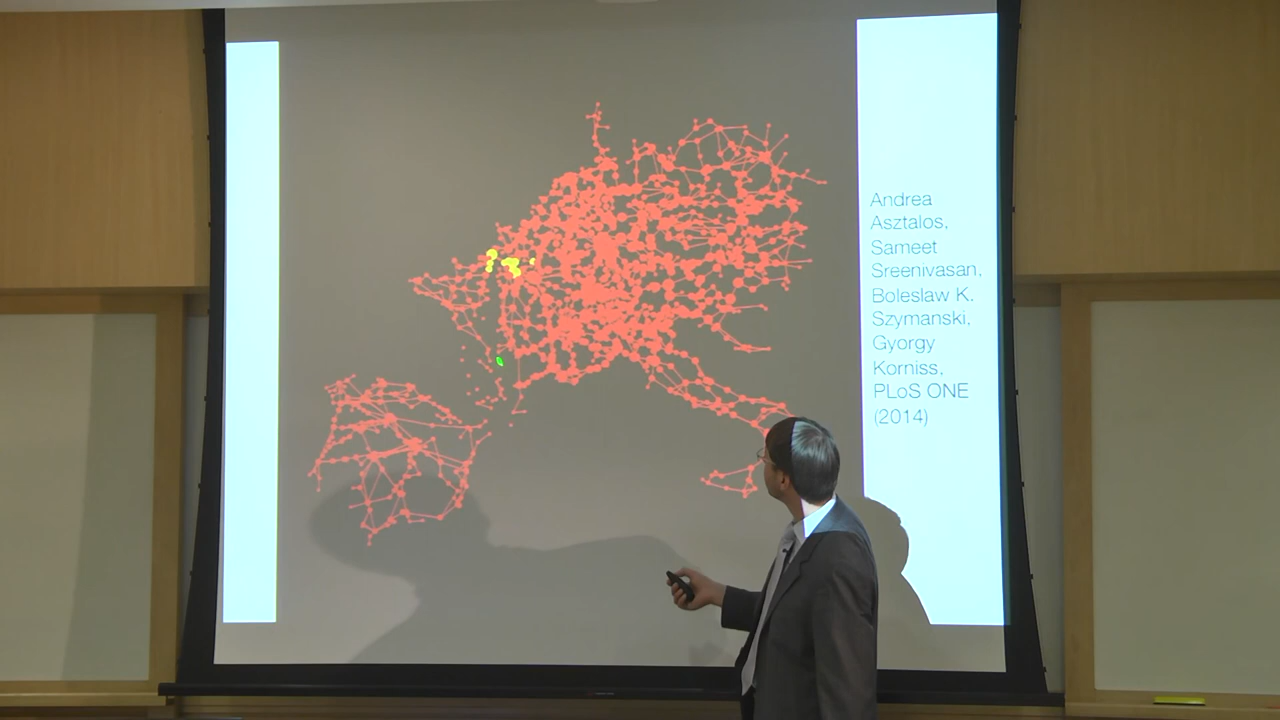 Andrea
Asztalos,
Sameet
Sreenivasan,
Boleslaw K.
Szymanski,
Gyorgy
Korniss,
PLoS ONE
(2014)